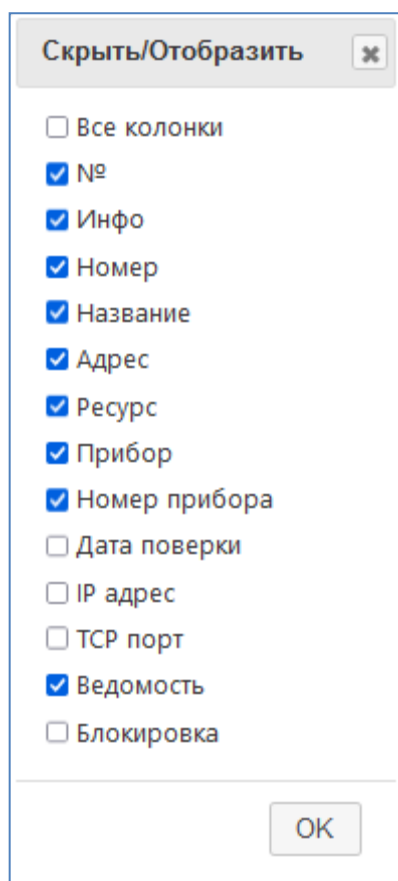 Скрыть/Отобразить
Все колонки
№
Инфо
Номер
Название
Адрес
Ресурс
Прибор
Номер прибора
Дата поверки
IP адрес
TCP порт
Ведомость
Блокировка
OK